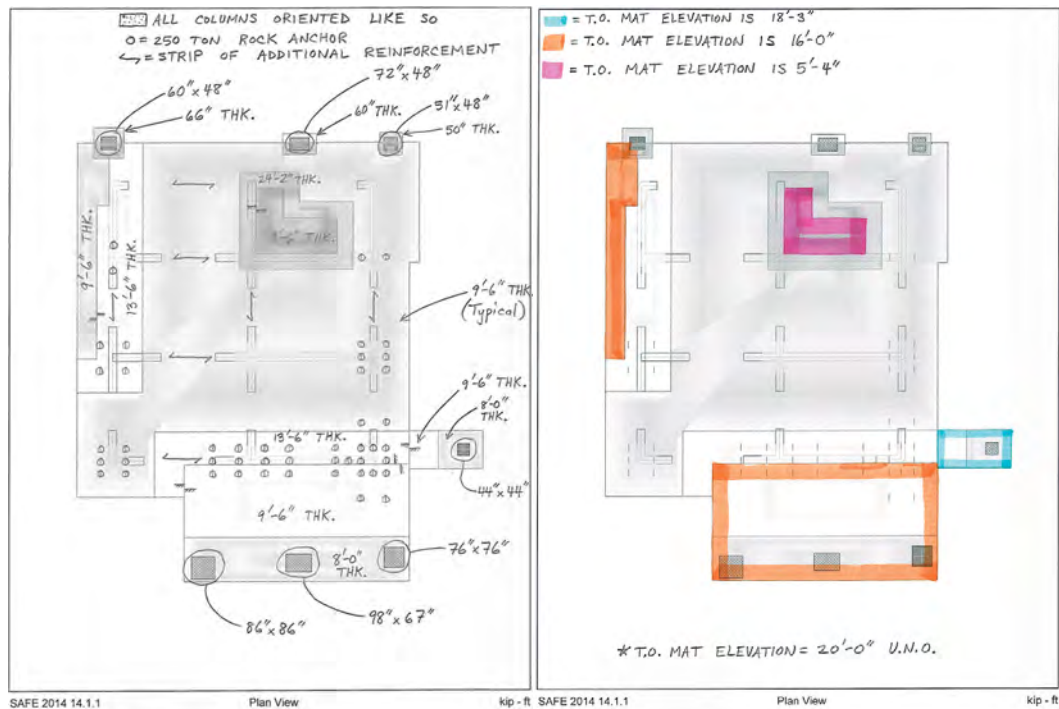 ALL COLUMNS ORIENTED LIKE SO
O = 250 TON ROCK ANCHOR
= STRIP OF ADDITIONAL REINFORCEMENT
60"x48"
72"x48"
51"x48"
66" THK.
60" THK.
50" THK.
24'-2" THK.
9'-6" THK.
13'-6" THK.
9'-6" THK.
(Typical)
9'-6" THK.
8'-0"
THK.
13'-6" THK.
44"x44"
9'-6" THK.
8'-0"
THK.
76"x76"
86"x86"
98"x67"
SAFE 2014 14.1.1
Plan View
kip - ft
= T.O. MAT ELEVATION IS 18'-3"
= T.O. MAT ELEVATION IS 16'-0"
= T.O. MAT ELEVATION IS 5'-4"
* T.O. MAT ELEVATION = 20'-0" U.N.O.
SAFE 2014 14.1.1
Plan View
kip - ft